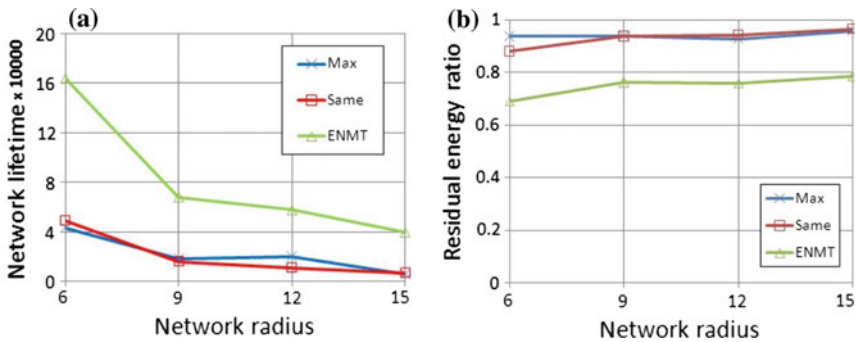 (a)
Network lifetime x 10000
20
16
12
8
4
0
6
9
12
15
Network radius
Max
Same
ENMT
(b)
Residual energy ratio
1
0.8
0.6
0.4
0.2
0
6
9
12
15
Network radius
Max
Same
ENMT